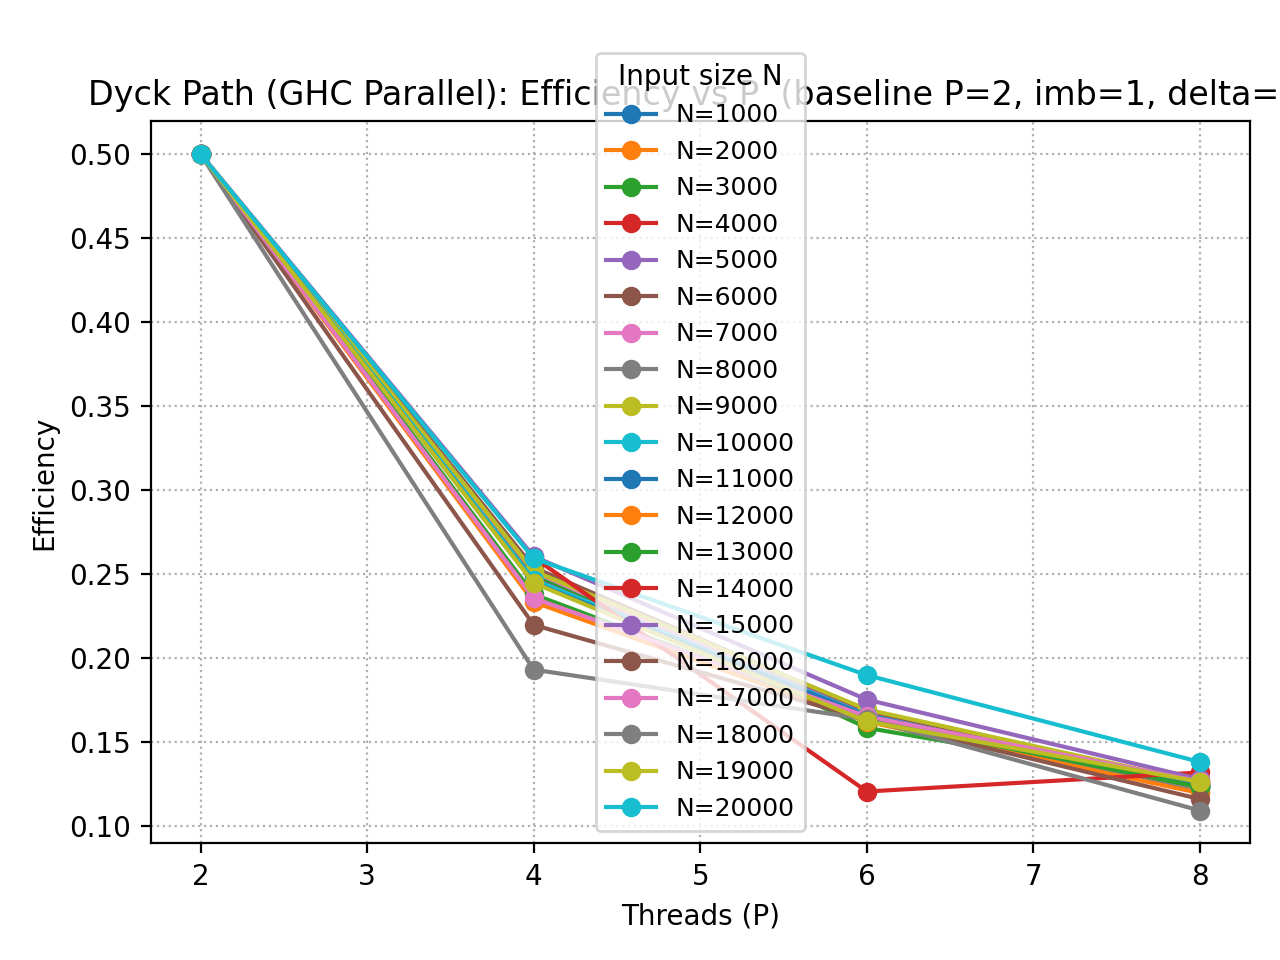 Dyck Path (GHC Parallel): Efficiency vs P (baseline P=2, imb=1, delta=
Input size N
N=1000
N=2000
N=3000
N=4000
N=5000
N=6000
N=7000
N=8000
N=9000
N=10000
N=11000
N=12000
N=13000
N=14000
N=15000
N=16000
N=17000
N=18000
N=19000
N=20000
Efficiency
0.50
0.45
0.40
0.35
0.30
0.25
0.20
0.15
0.10
2 3 4 5 6 7 8
Threads (P)